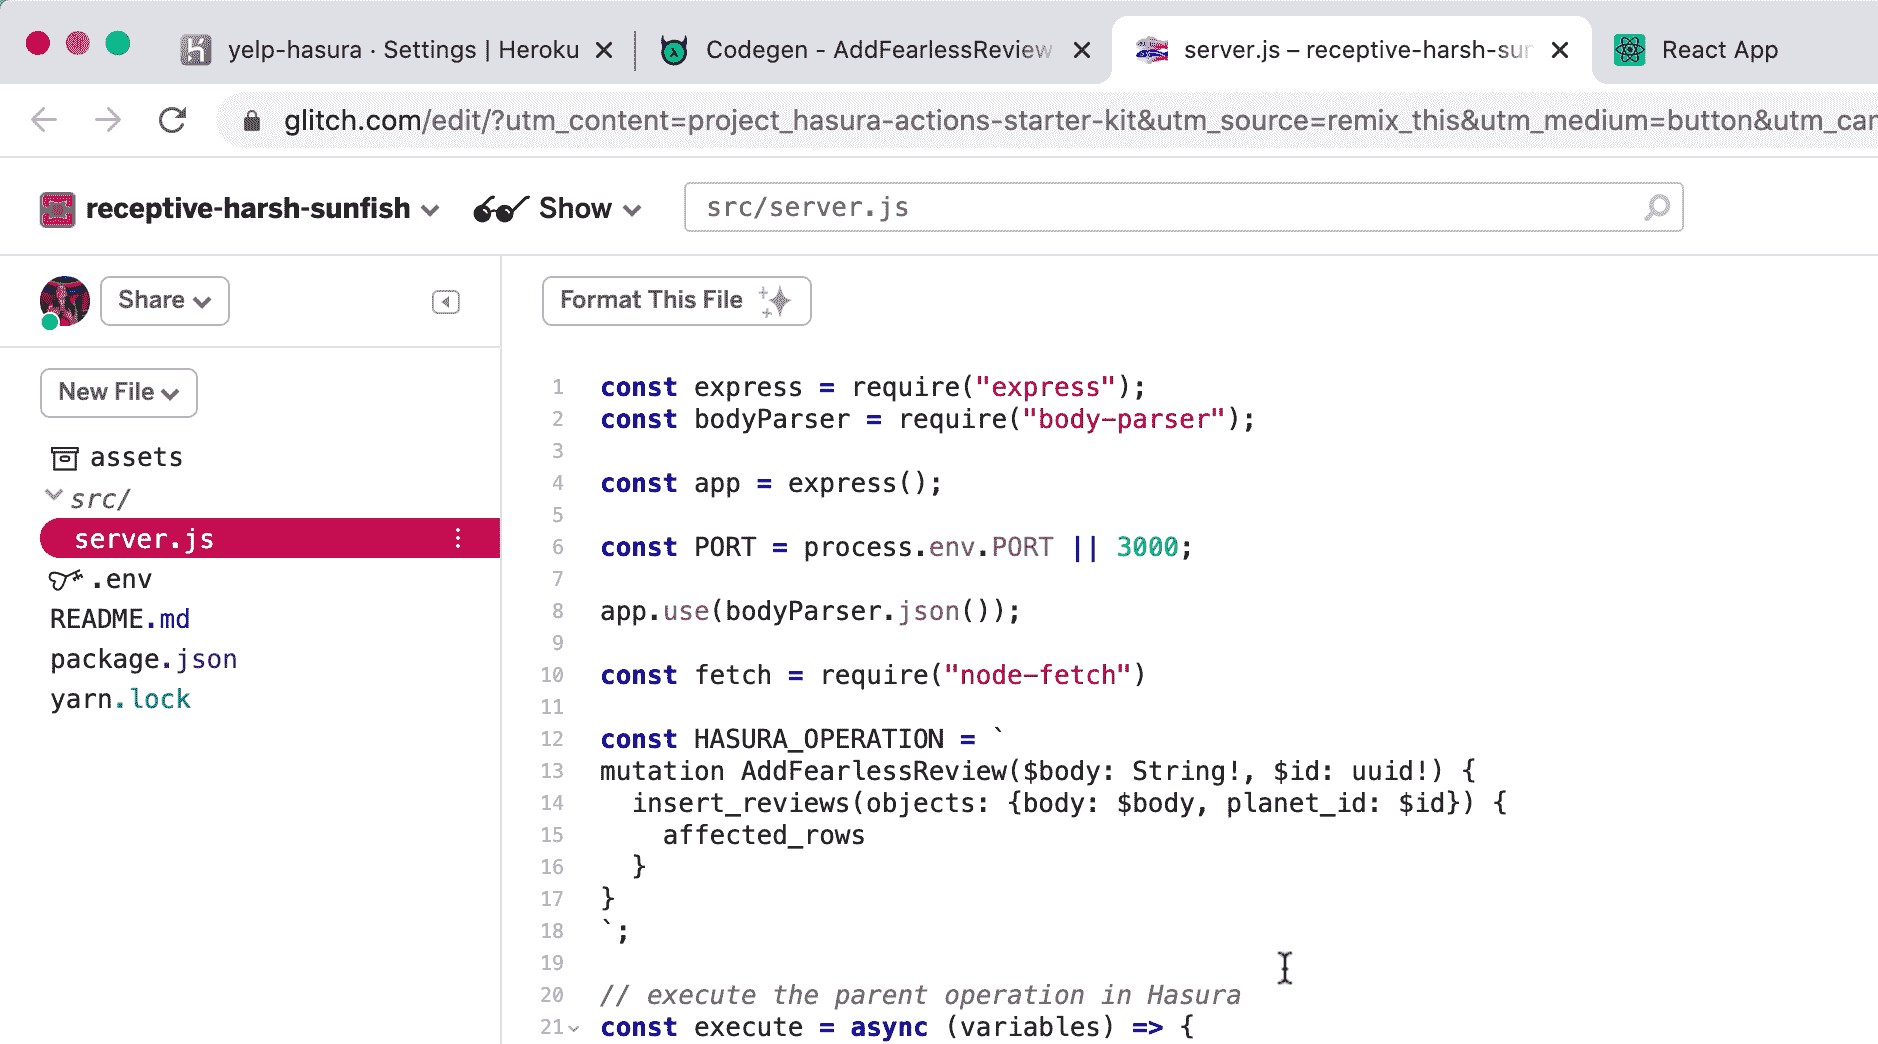 yelp-hasura · Settings | Heroku
Codegen - AddFearlessReview
server.js – receptive-harsh-sun
React App
glitch.com/edit/?utm_content=project_hasura-actions-starter-kit&utm_source=remix_this&utm_medium=button&utm_car
receptive-harsh-sunfish
Show
src/server.js
Share
Format This File
New File
assets
src/
server.js
.env
README.md
package.json
yarn.lock
1 const express = require("express");
2 const bodyParser = require("body-parser");
3
4 const app = express();
5
6 const PORT = process.env.PORT || 3000;
7
8 app.use(bodyParser.json());
9
10 const fetch = require("node-fetch")
11
12 const HASURA_OPERATION = `
13 mutation AddFearlessReview($body: String!, $id: uuid!) {
14   insert_reviews(objects: {body: $body, planet_id: $id}) {
15     affected_rows
16   }
17 }
18 `;
19
20 // execute the parent operation in Hasura
21 const execute = async (variables) => {